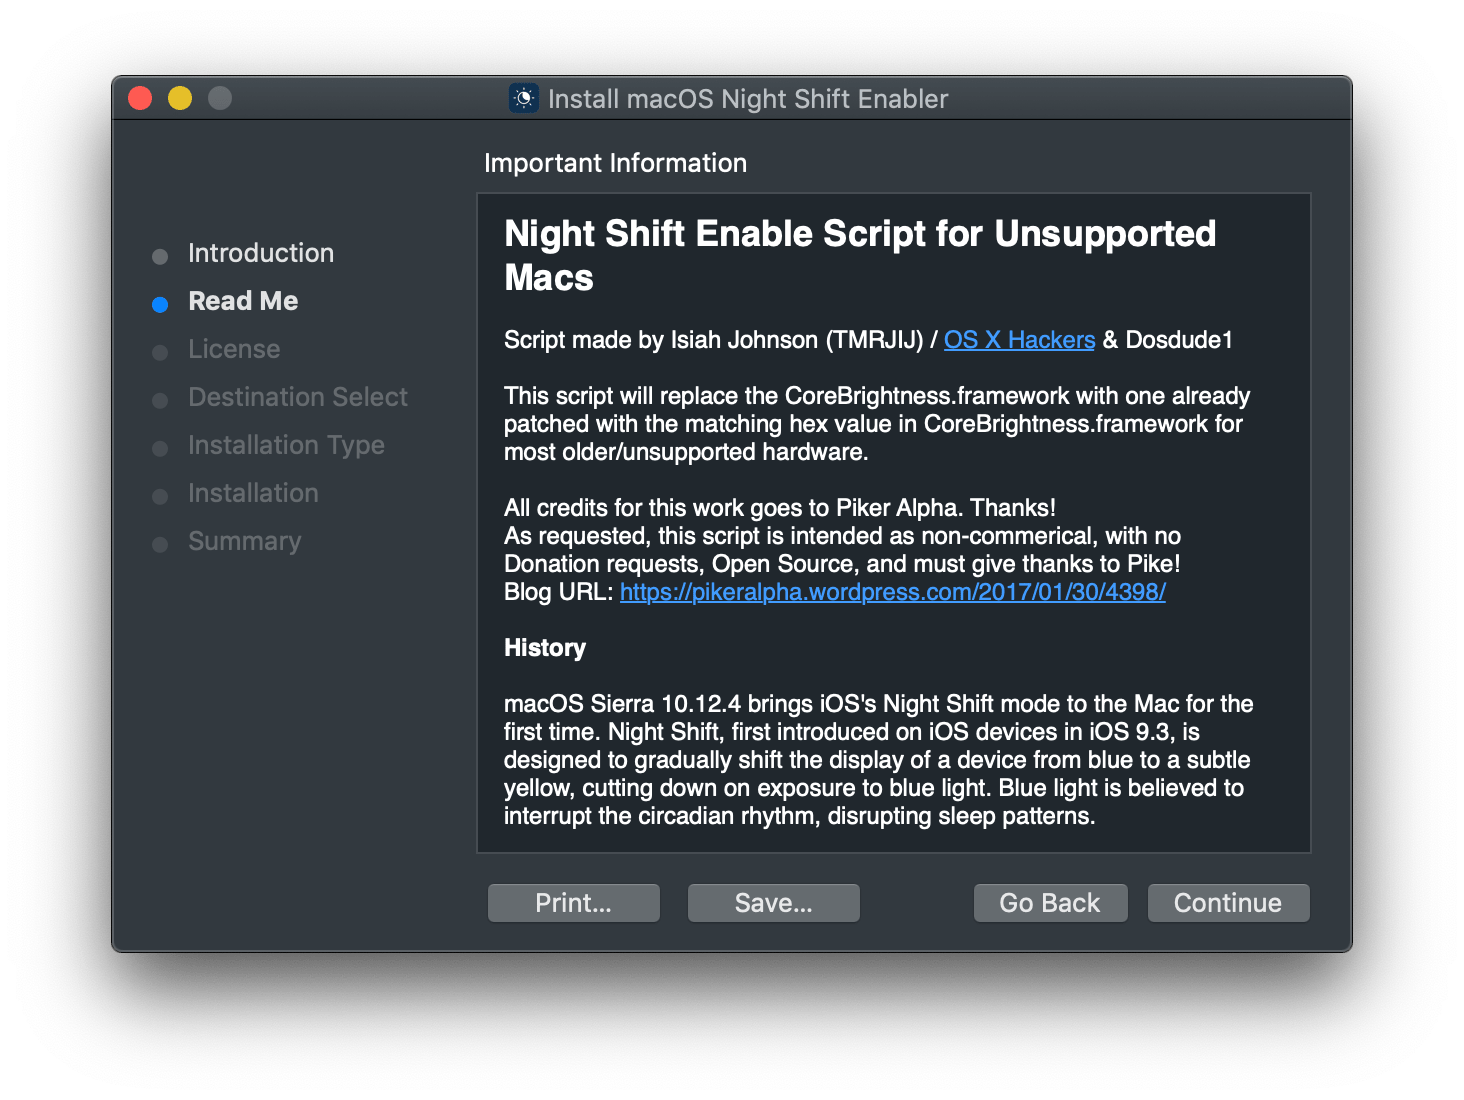 Install macOS Night Shift Enabler
Important Information
Introduction
Read Me
License
Destination Select
Installation Type
Installation
Summary
Night Shift Enable Script for Unsupported
Macs
Script made by Isiah Johnson (TMRJIJ) / OS X Hackers & Dosdude1
This script will replace the CoreBrightness.framework with one already
patched with the matching hex value in CoreBrightness.framework for
most older/unsupported hardware.
All credits for this work goes to Piker Alpha. Thanks!
As requested, this script is intended as non-commerical, with no
Donation requests, Open Source, and must give thanks to Pike!
Blog URL: https://pikeralpha.wordpress.com/2017/01/30/4398/
History
macOS Sierra 10.12.4 brings iOS's Night Shift mode to the Mac for the
first time. Night Shift, first introduced on iOS devices in iOS 9.3, is
designed to gradually shift the display of a device from blue to a subtle
yellow, cutting down on exposure to blue light. Blue light is believed to
interrupt the circadian rhythm, disrupting sleep patterns.
Print...
Save...
Go Back
Continue